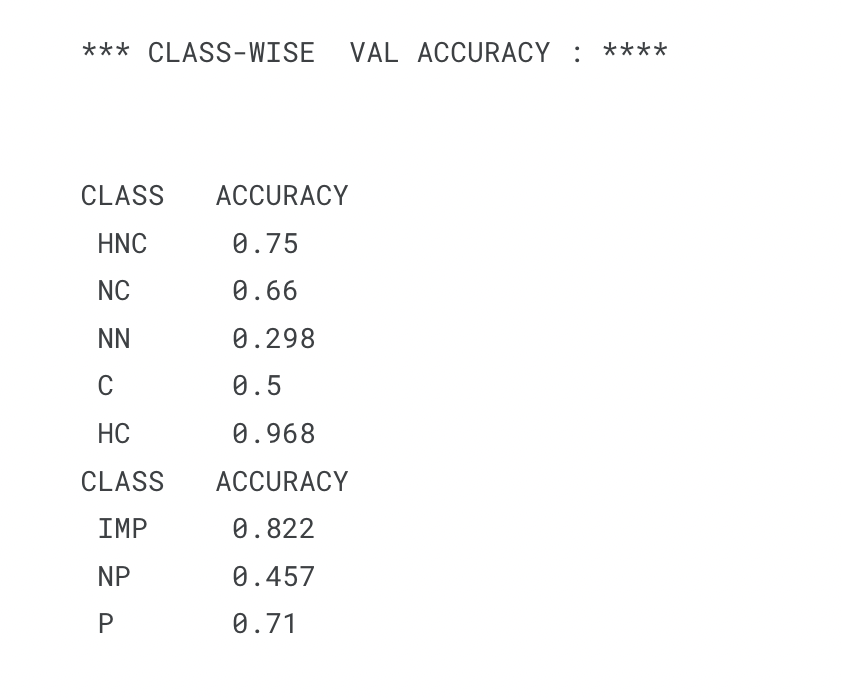 *** CLASS-WISE  VAL ACCURACY : ****
CLASS   ACCURACY
 HNC     0.75
 NC      0.66
 NN      0.298
 C       0.5
 HC      0.968
CLASS   ACCURACY
 IMP     0.822
 NP      0.457
 P       0.71